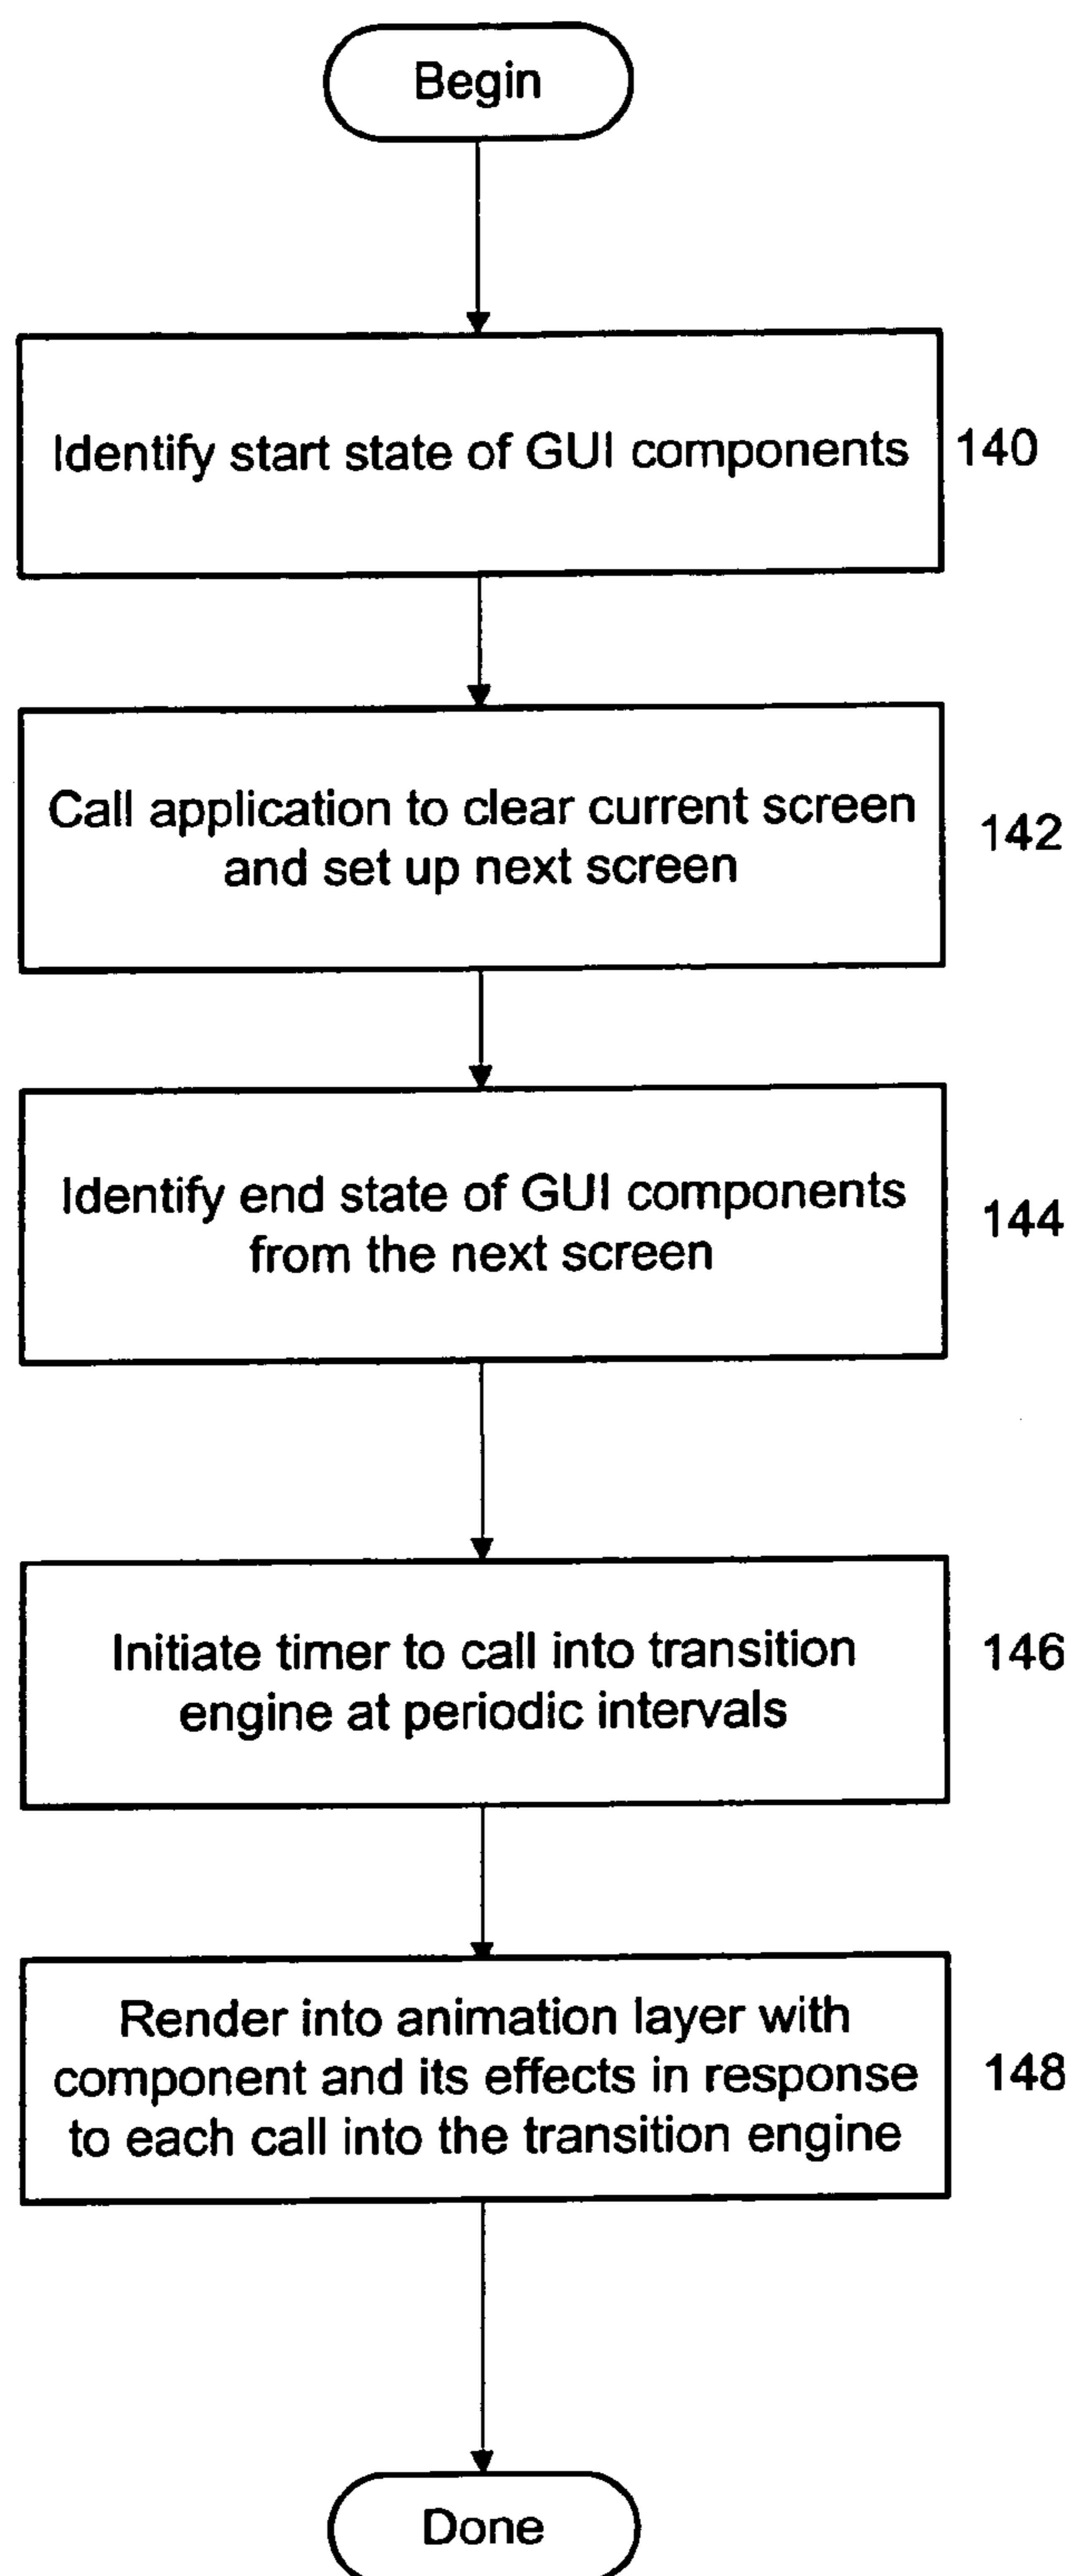 Begin
Identify start state of GUI components
140
Call application to clear current screen
and set up next screen
142
Identify end state of GUI components
from the next screen
144
Initiate timer to call into transition
engine at periodic intervals
146
Render into animation layer with
component and its effects in response
to each call into the transition engine
148
Done